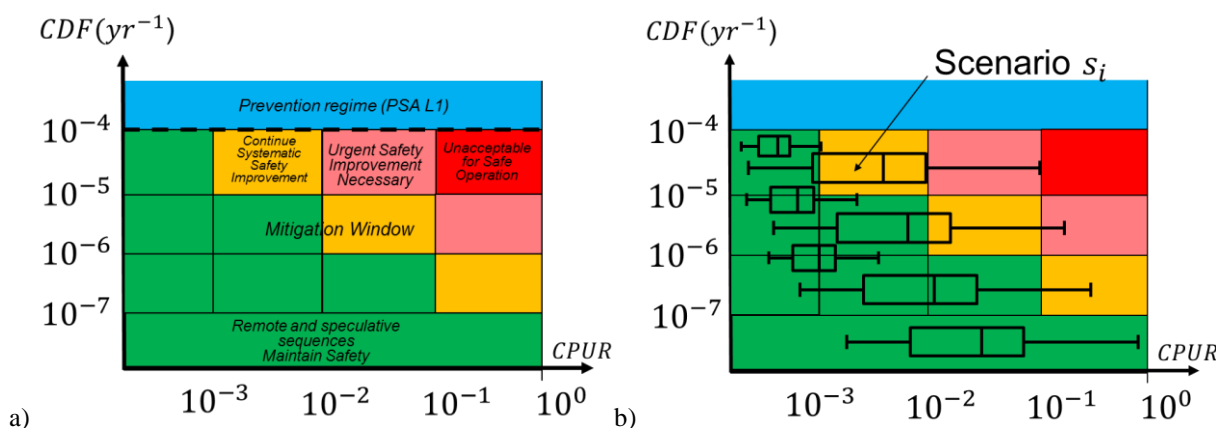 CDF(yr⁻¹)
Prevention regime (PSA L1)
10⁻⁴
Continue
Systematic
Safety
Improvement
Urgent Safety
Improvement
Necessary
Unacceptable
for Safe
Operation
10⁻⁵
Mitigation Window
10⁻⁶
10⁻⁷
Remote and speculative
sequences
Maintain Safety
CPUR
10⁻³ 10⁻² 10⁻¹ 10⁰
a)
CDF(yr⁻¹)
Scenario sᵢ
10⁻⁴
10⁻⁵
10⁻⁶
10⁻⁷
CPUR
10⁻³ 10⁻² 10⁻¹ 10⁰
b)